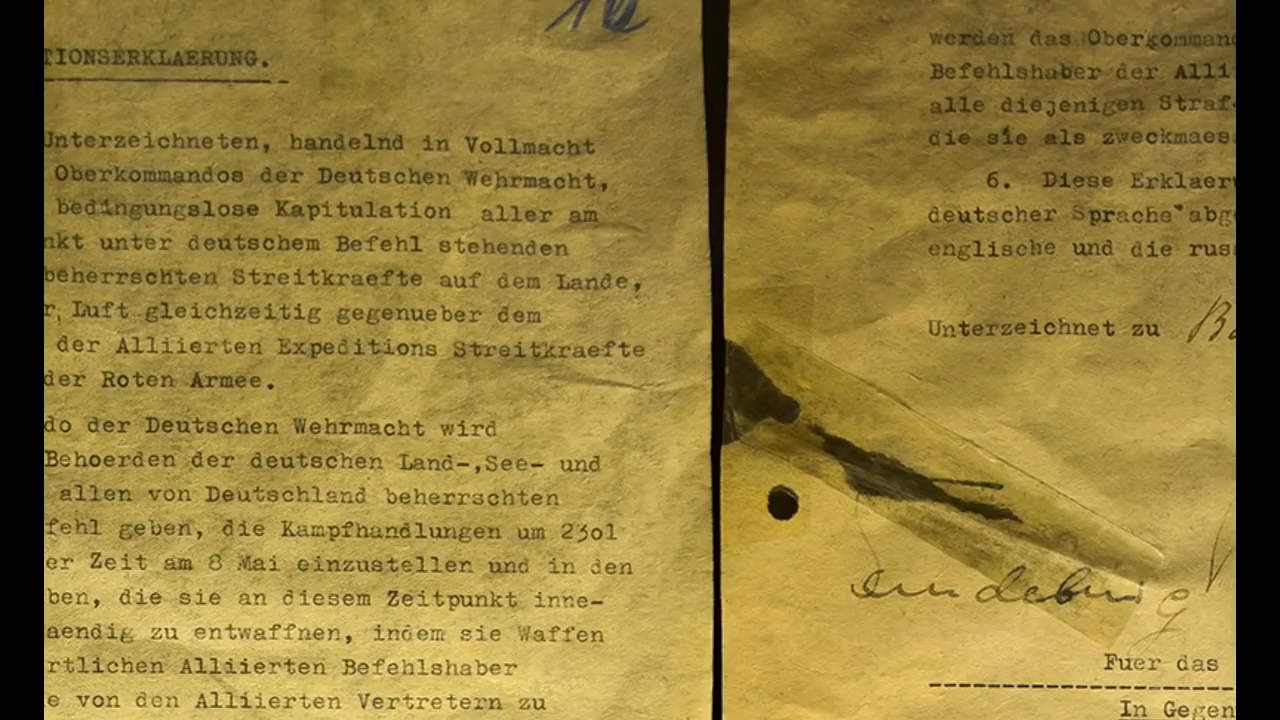 TIONSERKLAERUNG.
Unterzeichneten, handelnd in Vollmacht
Oberkommandos der Deutschen Wehrmacht,
bedingungslose Kapitulation aller am
nkt unter deutschem Befehl stehenden
beherrschten Streitkraefte auf dem Lande,
r, Luft gleichzeitig gegenueber dem
der Alliierten Expeditions Streitkraefte
der Roten Armee.
do der Deutschen Wehrmacht wird
Behoerden der deutschen Land-,See- und
allen von Deutschland beherrschten
fehl geben, die Kampfhandlungen um 23o1
er Zeit am 8 Mai einzustellen und in den
ben, die sie an diesem Zeitpunkt inne-
aendig zu entwaffnen, indem sie Waffen
rtlichen Alliierten Befehlshaber
e von den Alliierten Vertretern zu
werden das Oberkommand
Befehlshaber der Alli
alle diejenigen Straf-
die sie als zweckmaes
6. Diese Erklaer
deutscher Sprache abg
englische und die rus
Unterzeichnet zu
Fuer das
In Gegen